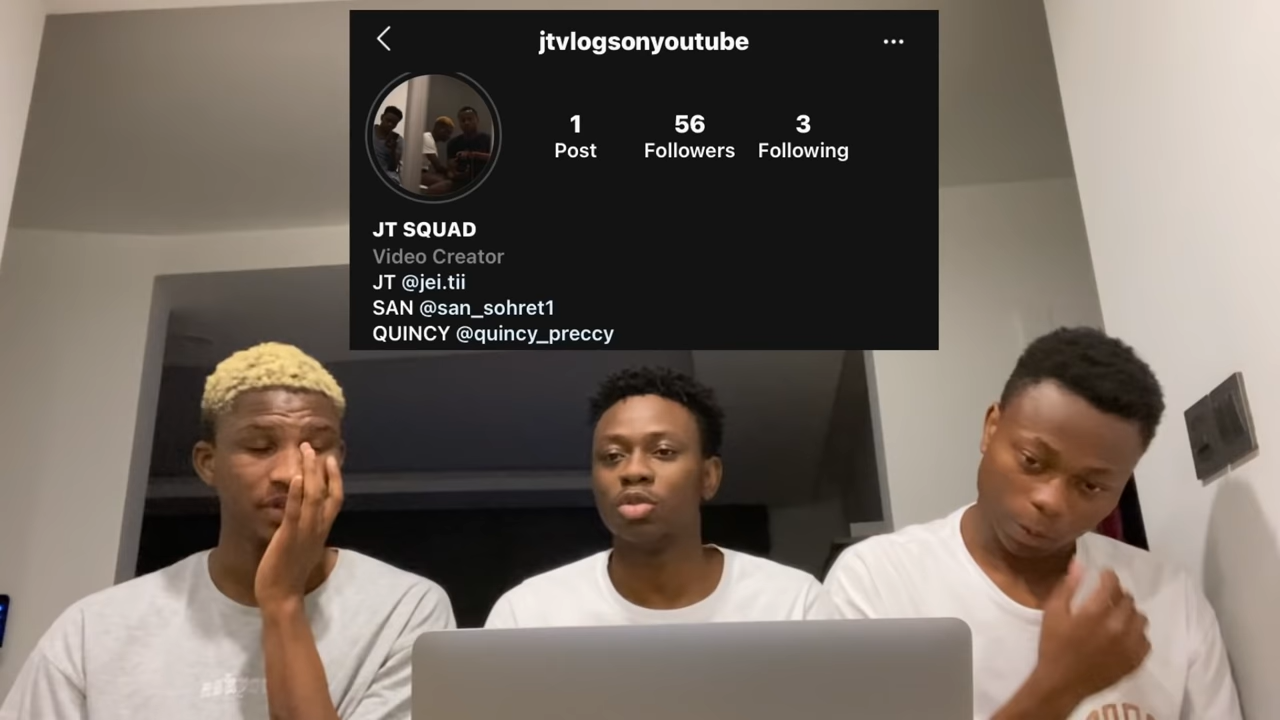 jtvlogsonyoutube
1 56 3
Post Followers Following
JT SQUAD
Video Creator
JT @jei.tii
SAN @san_sohret1
QUINCY @quincy_preccy